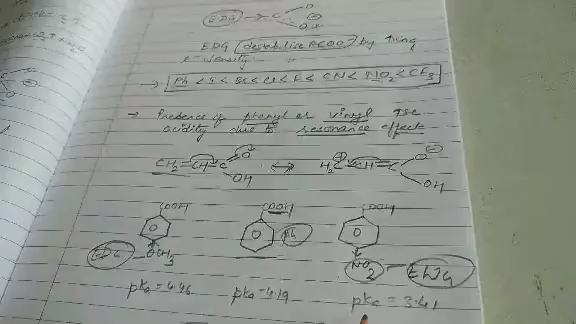 EDG → C O O ⊖
EDG destabilise RCOO⁻ by ↑ing
e⁻ density
→ Ph < I < Br < Cl < F < CN < NO₂ < CF₃
→ Presence of phenyl or vinyl ↑se
acidity due to resonance effect
CH₂=CH-C O OH ↔ H₂C⊕-CH=C O⊖ OH
COOH COOH COOH
EDG OCH₃ Ph NO₂ EWG
pKa = 4.46 pKa = 4.19 pKa = 3.41